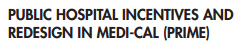 PUBLIC HOSPITAL INCENTIVES AND
REDESIGN IN MEDI-CAL (PRIME)